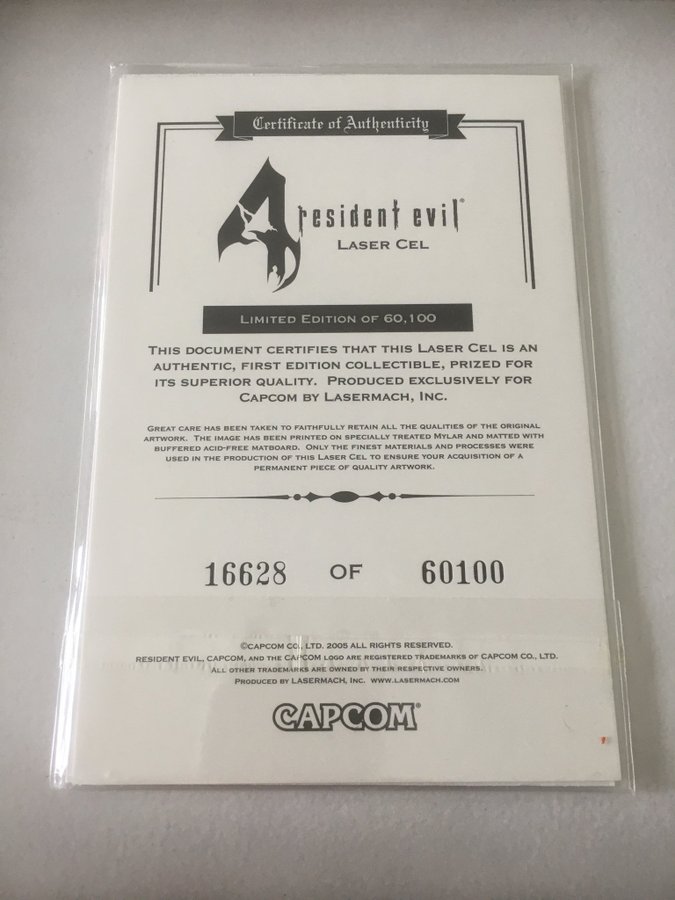 Certificate of Authenticity
4 resident evil®
LASER CEL
LIMITED EDITION OF 60,100
THIS DOCUMENT CERTIFIES THAT THIS LASER CEL IS AN
AUTHENTIC, FIRST EDITION COLLECTIBLE, PRIZED FOR
ITS SUPERIOR QUALITY. PRODUCED EXCLUSIVELY FOR
CAPCOM BY LASERMACH, INC.
GREAT CARE HAS BEEN TAKEN TO FAITHFULLY RETAIN ALL THE QUALITIES OF THE ORIGINAL
ARTWORK. THE IMAGE HAS BEEN PRINTED ON SPECIALLY TREATED MYLAR AND MATTED WITH
BUFFERED ACID-FREE MATBOARD. ONLY THE FINEST MATERIALS AND PROCESSES WERE
USED IN THE PRODUCTION OF THIS LASER CEL TO ENSURE YOUR ACQUISITION OF A
PERMANENT PIECE OF QUALITY ARTWORK.
16628 OF 60100
©CAPCOM CO., LTD. 2005 ALL RIGHTS RESERVED.
RESIDENT EVIL, CAPCOM, AND THE CAPCOM LOGO ARE REGISTERED TRADEMARKS OF CAPCOM CO., LTD.
ALL OTHER TRADEMARKS ARE OWNED BY THEIR RESPECTIVE OWNERS.
PRODUCED BY LASERMACH, INC. WWW.LASERMACH.COM
CAPCOM®